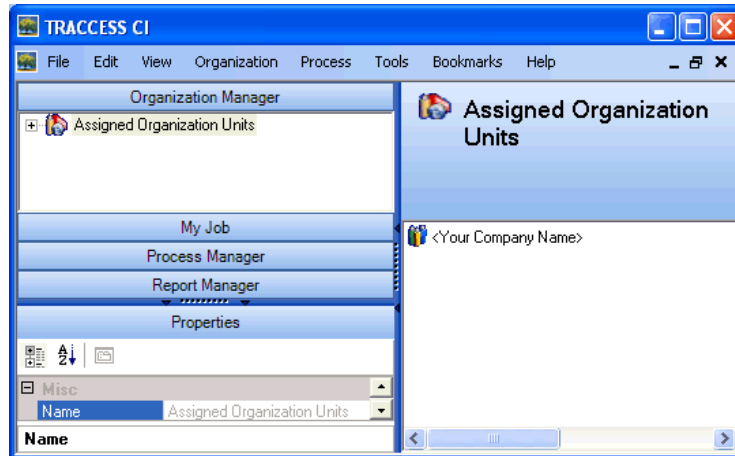 TRACCESS CI
File Edit View Organization Process Tools Bookmarks Help
Organization Manager
Assigned Organization Units
My Job
Process Manager
Report Manager
Properties
A
Z
Misc
Name Assigned Organization Units
Name
Assigned Organization
Units
<Your Company Name>